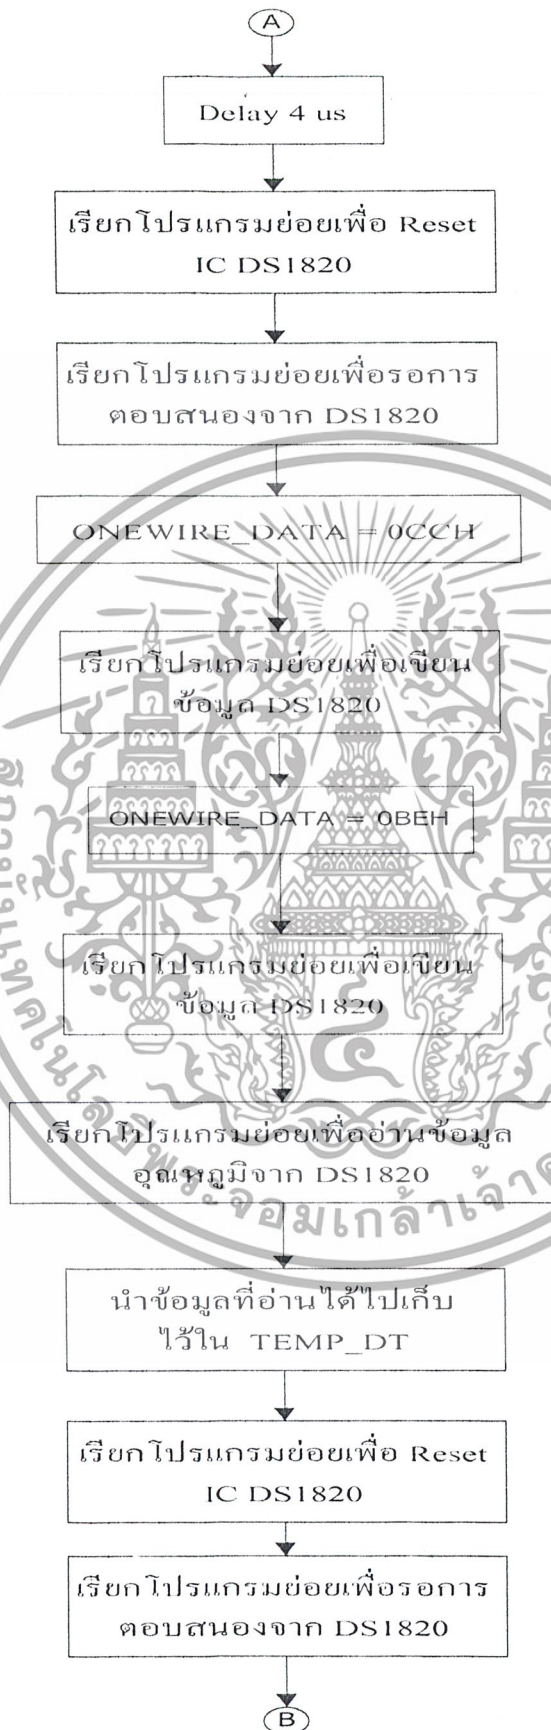 A
Delay 4 us
เรียกโปรแกรมย่อยเพื่อ Reset
IC DS1820
เรียกโปรแกรมย่อยเพื่อรอการ
ตอบสนองจาก DS1820
ONEWIRE_DATA = 0CCH
เรียกโปรแกรมย่อยเพื่อเขียน
ข้อมูล DS1820
ONEWIRE_DATA = 0BEH
เรียกโปรแกรมย่อยเพื่อเขียน
ข้อมูล DS1820
เรียกโปรแกรมย่อยเพื่ออ่านข้อมูล
อุณหภูมิจาก DS1820
นำข้อมูลที่อ่านได้ไปเก็บ
ไว้ใน TEMP_DT
เรียกโปรแกรมย่อยเพื่อ Reset
IC DS1820
เรียกโปรแกรมย่อยเพื่อรอการ
ตอบสนองจาก DS1820
B